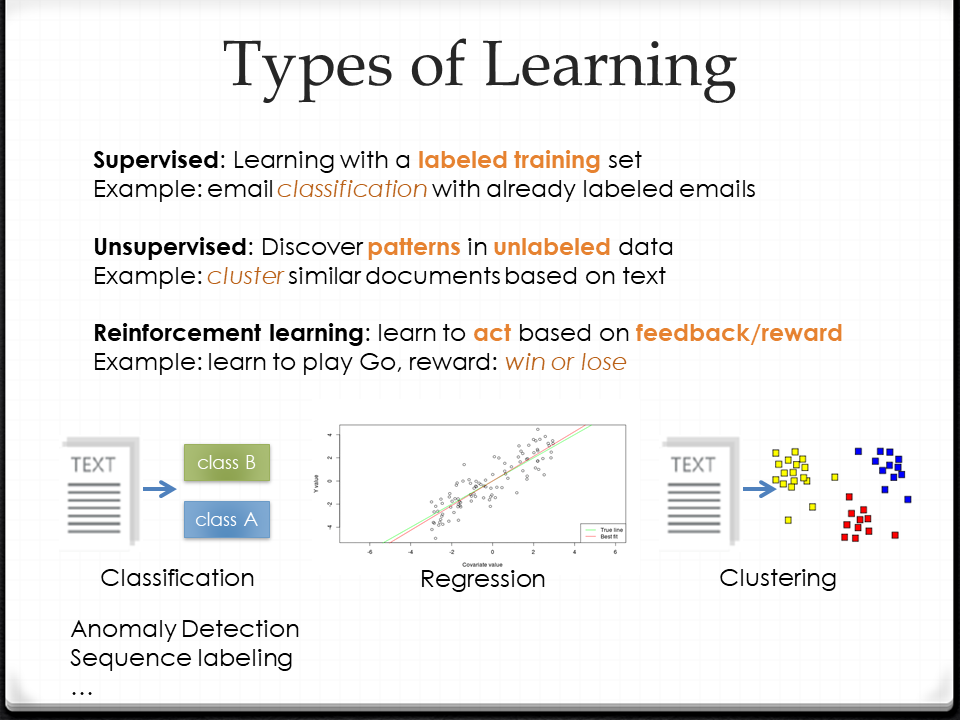 Types of Learning
Supervised: Learning with a labeled training set
Example: email classification with already labeled emails
Unsupervised: Discover patterns in unlabeled data
Example: cluster similar documents based on text
Reinforcement learning: learn to act based on feedback/reward
Example: learn to play Go, reward: win or lose
TEXT
class B
class A
Y value
4
2
0
-2
-4
True line
Best fit
-6 -4 -2 0 2 4 6
Covariate value
TEXT
Classification
Regression
Clustering
Anomaly Detection
Sequence labeling
…